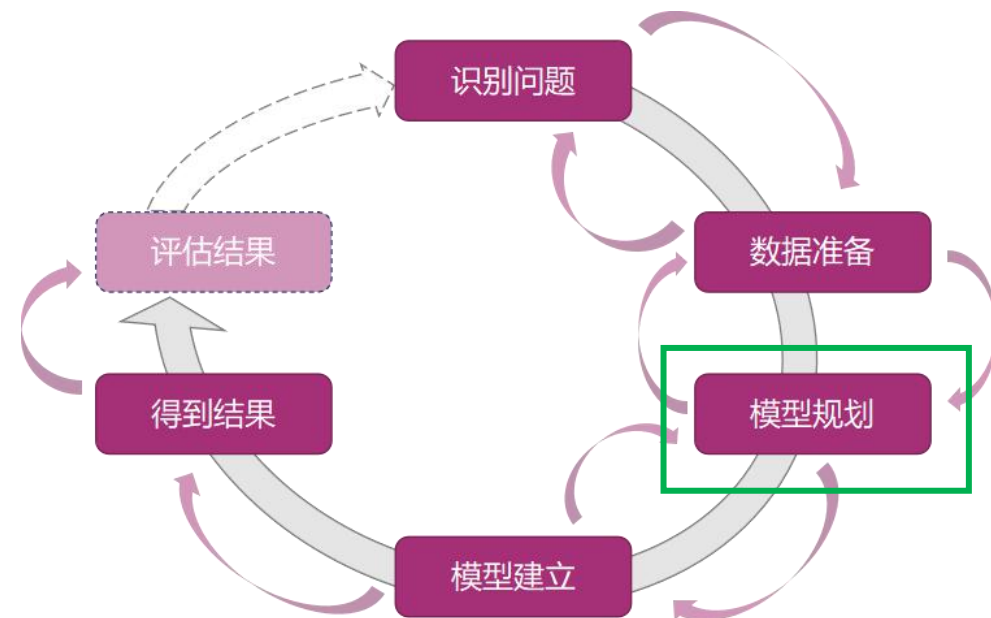 识别问题
数据准备
模型规划
模型建立
得到结果
评估结果